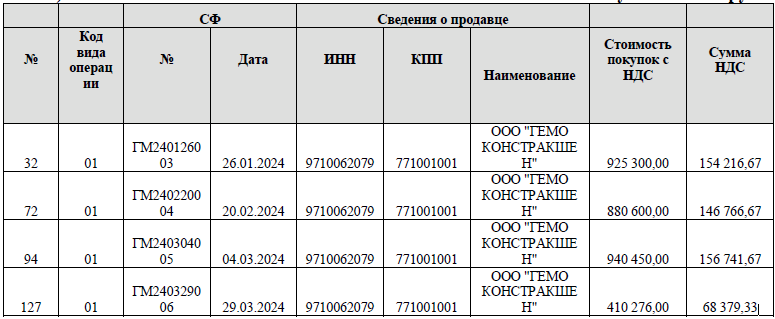 СФ Сведения о продавце
№ Код вида операц ии № Дата ИНН КПП Наименование Стоимость покупок с НДС Сумма НДС
32 01 ГМ2401260 03 26.01.2024 9710062079 771001001 ООО "ГЕМО КОНСТРАКШЕ Н" 925 300,00 154 216,67
72 01 ГМ2402200 04 20.02.2024 9710062079 771001001 ООО "ГЕМО КОНСТРАКШЕ Н" 880 600,00 146 766,67
94 01 ГМ2403040 05 04.03.2024 9710062079 771001001 ООО "ГЕМО КОНСТРАКШЕ Н" 940 450,00 156 741,67
127 01 ГМ2403290 06 29.03.2024 9710062079 771001001 ООО "ГЕМО КОНСТРАКШЕ Н" 410 276,00 68 379,33